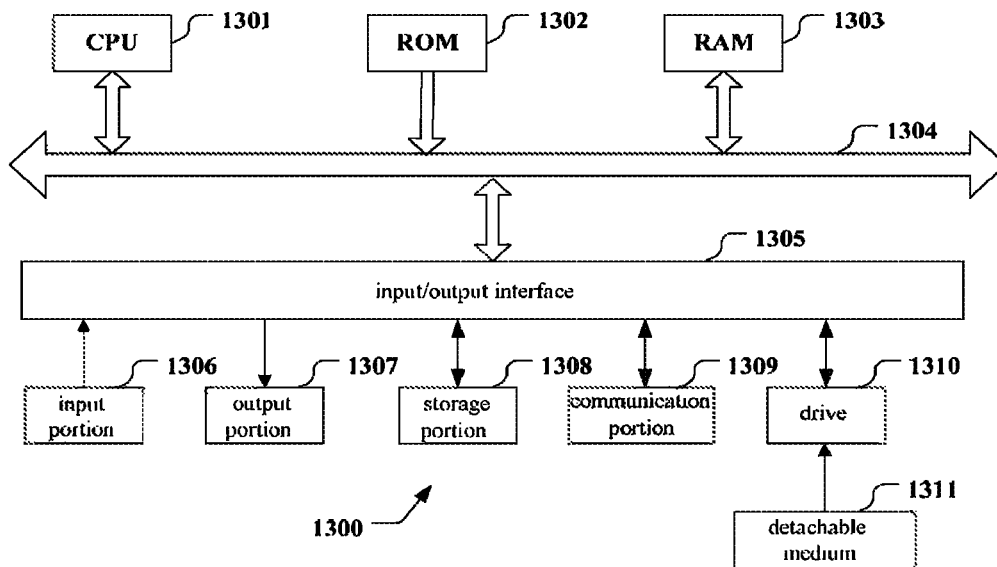 1301
1302
1303
CPU
ROM
RAM
1304
1305
input/output interface
1306
1307
1308
1309
1310
input
portion
output
portion
storage
portion
communication
portion
drive
1311
1300
detachable
medium